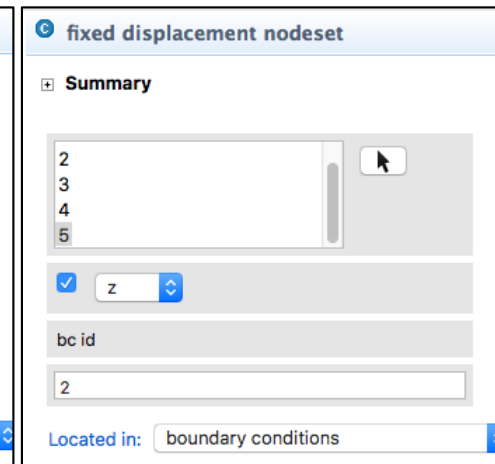 C fixed displacement nodeset
+ Summary
2
3
4
5
z
bc id
2
Located in: boundary conditions